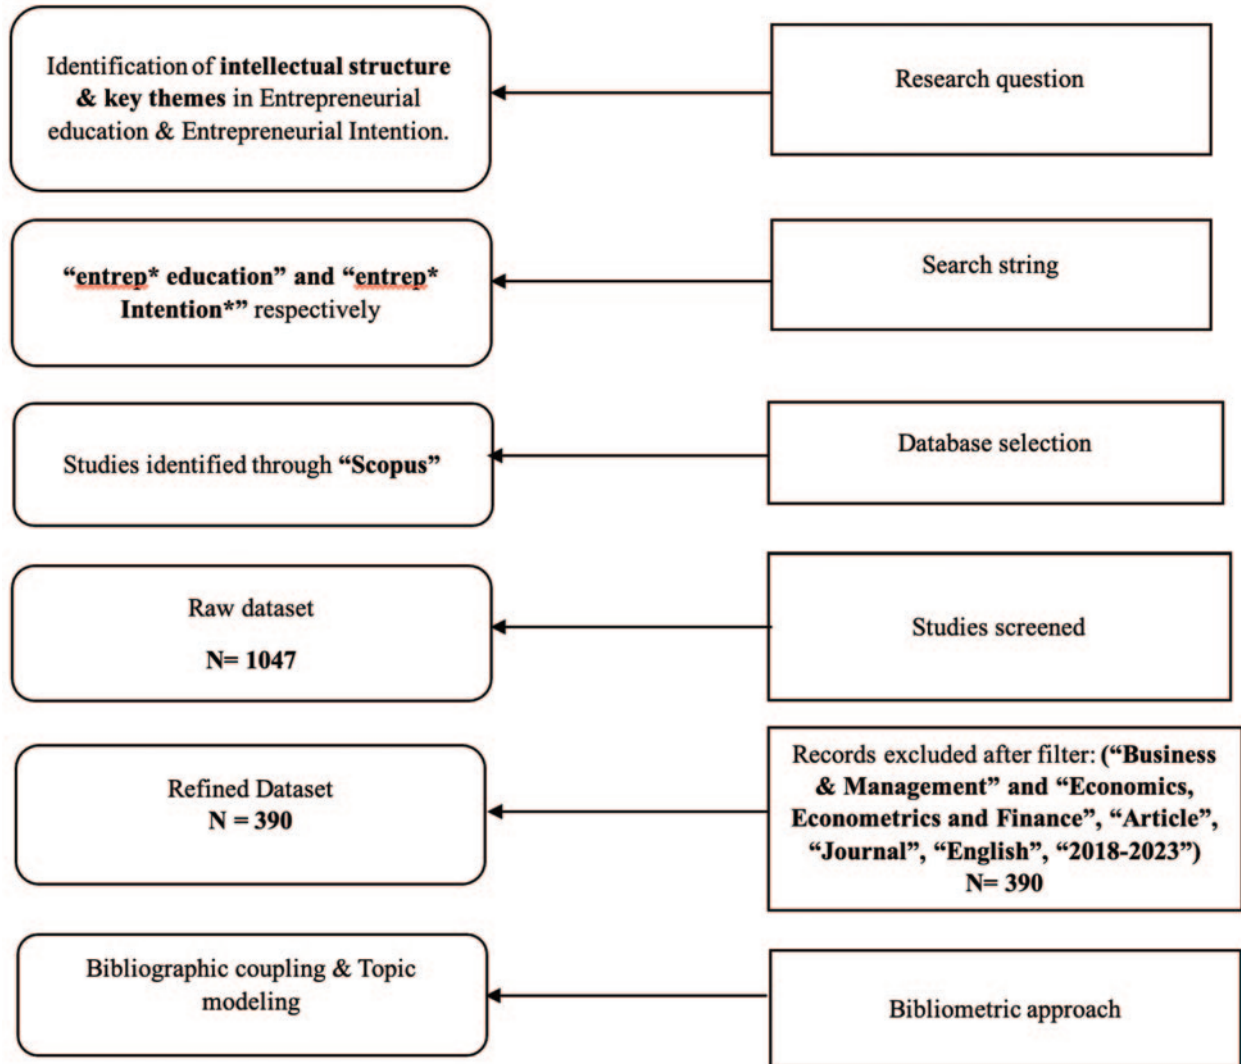 Identification of intellectual structure
& key themes in Entrepreneurial
education & Entrepreneurial Intention.
Research question
“entrep* education” and “entrep*
Intention*” respectively
Search string
Studies identified through “Scopus”
Database selection
Raw dataset
N= 1047
Studies screened
Refined Dataset
N = 390
Records excluded after filter: (“Business
& Management” and “Economics,
Econometrics and Finance”, “Article”,
“Journal”, “English”, “2018-2023”)
N= 390
Bibliographic coupling & Topic
modeling
Bibliometric approach